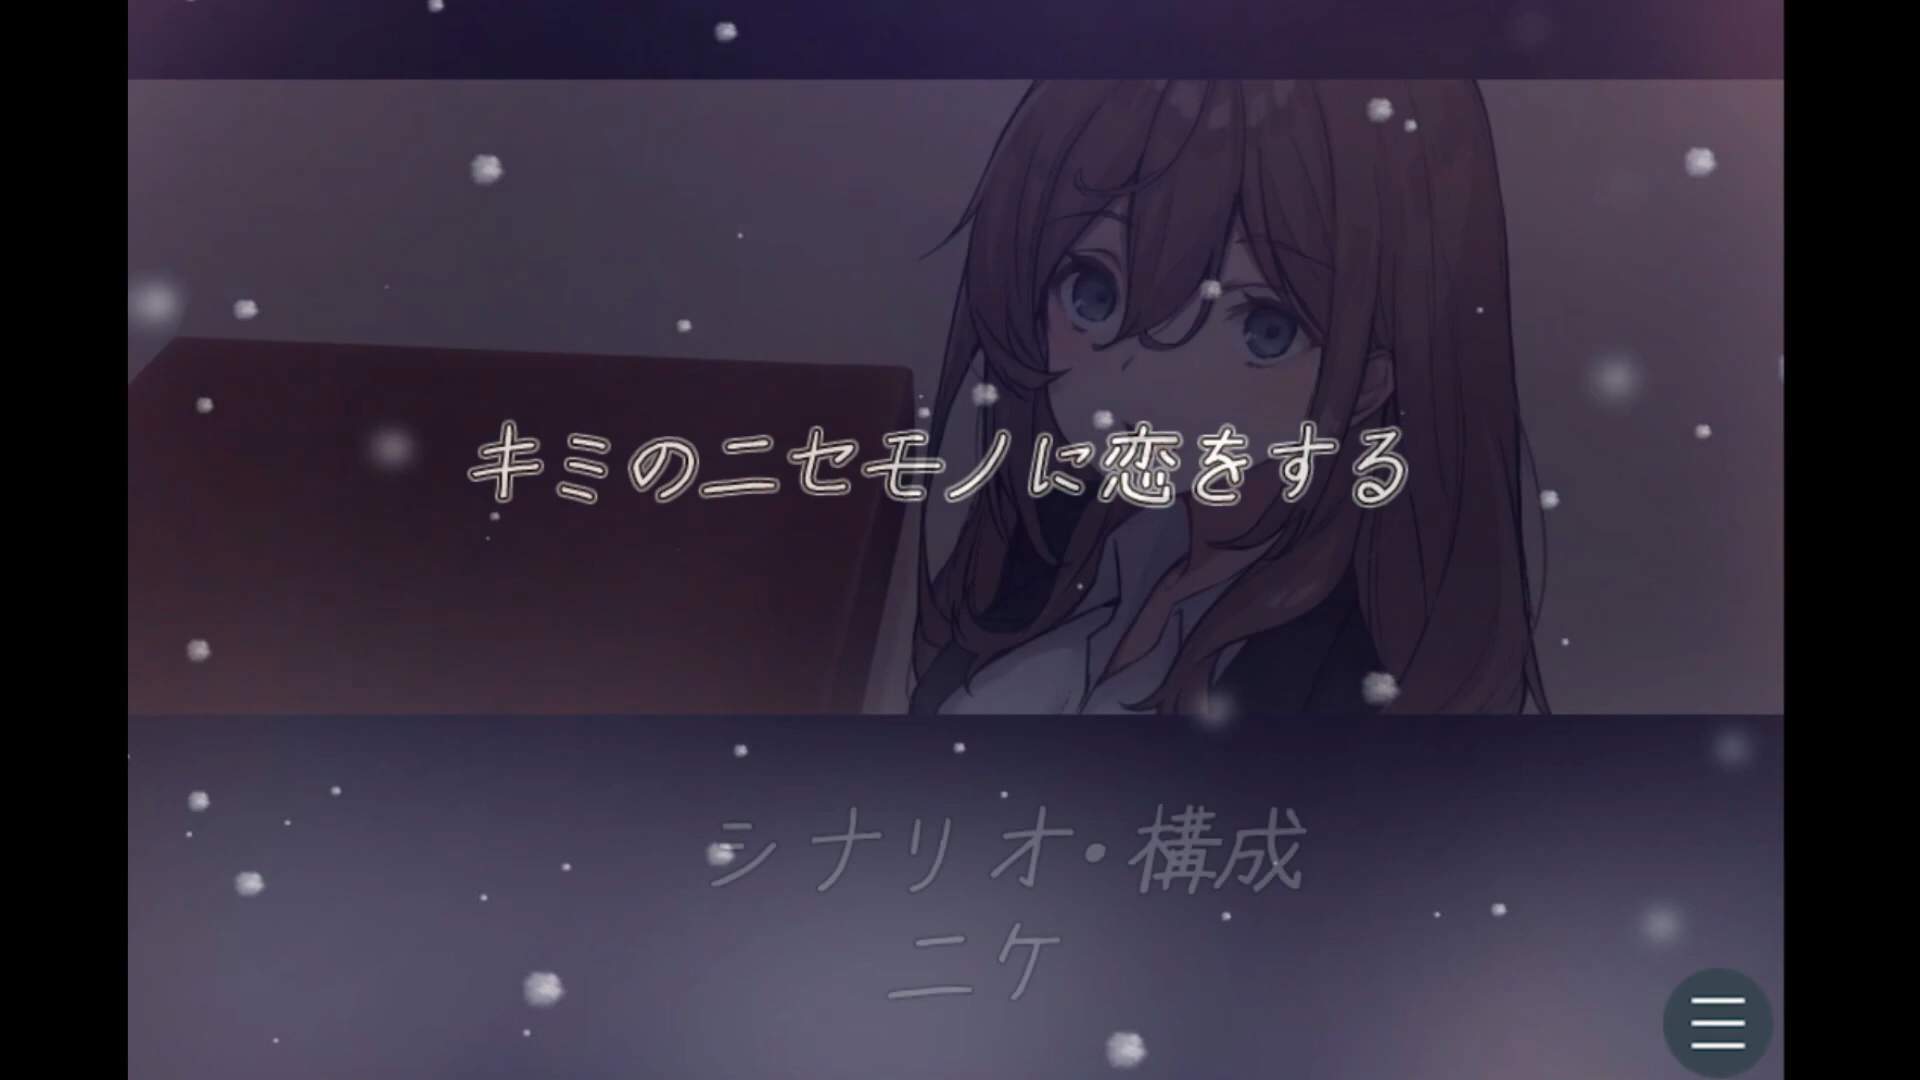 キミのニセモノに恋をする
シナリオ・構成
ニケ